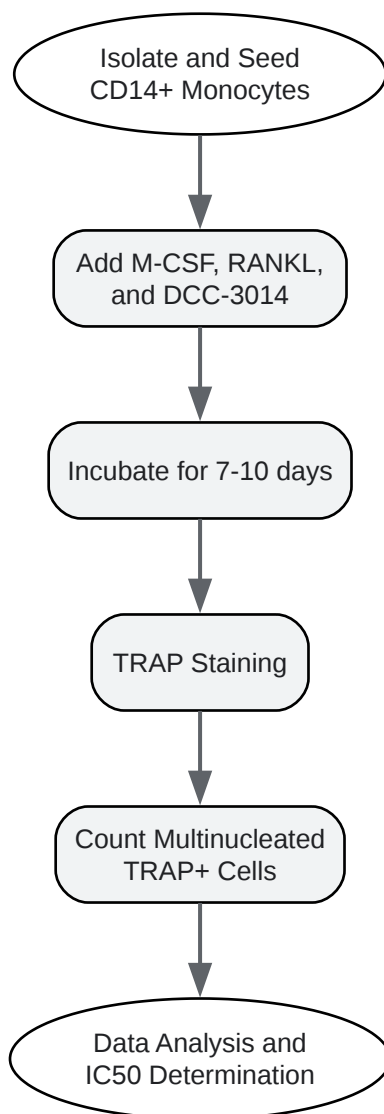 Isolate and Seed
CD14+ Monocytes
Add M-CSF, RANKL,
and DCC-3014
Incubate for 7-10 days
TRAP Staining
Count Multinucleated
TRAP+ Cells
Data Analysis and
IC50 Determination